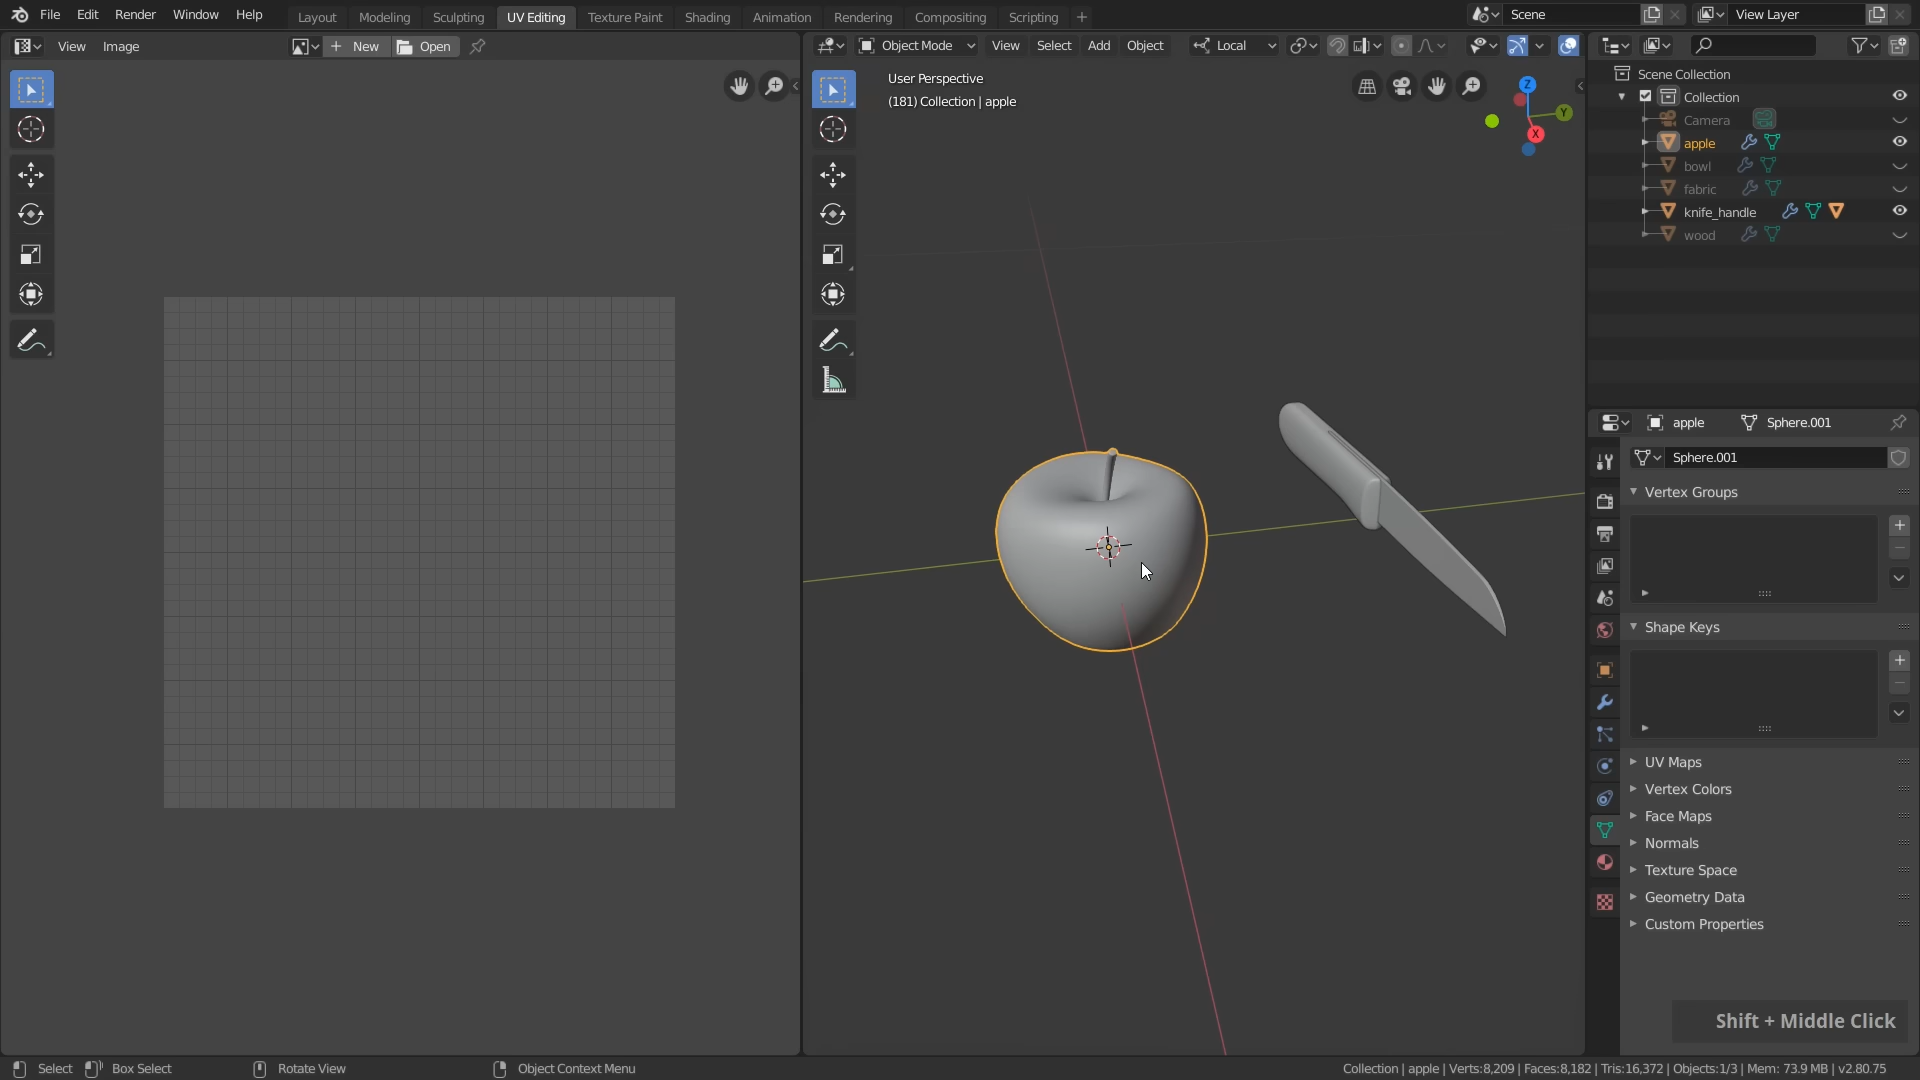 File Edit Render Window Help Layout Modeling Sculpting UV Editing Texture Paint Shading Animation Rendering Compositing Scripting + Scene View Layer
View Image New Open Object Mode View Select Add Object Local
User Perspective
(181) Collection | apple
Z
Y
X
Scene Collection
Collection
Camera
apple
bowl
fabric
knife_handle
wood
apple Sphere.001
Sphere.001
Vertex Groups
Shape Keys
UV Maps
Vertex Colors
Face Maps
Normals
Texture Space
Geometry Data
Custom Properties
Shift + Middle Click
Select Box Select Rotate View Object Context Menu Collection | apple | Verts:8,209 | Faces:8,182 | Tris:16,372 | Objects:1/3 | Mem: 73.9 MB | v2.80.75